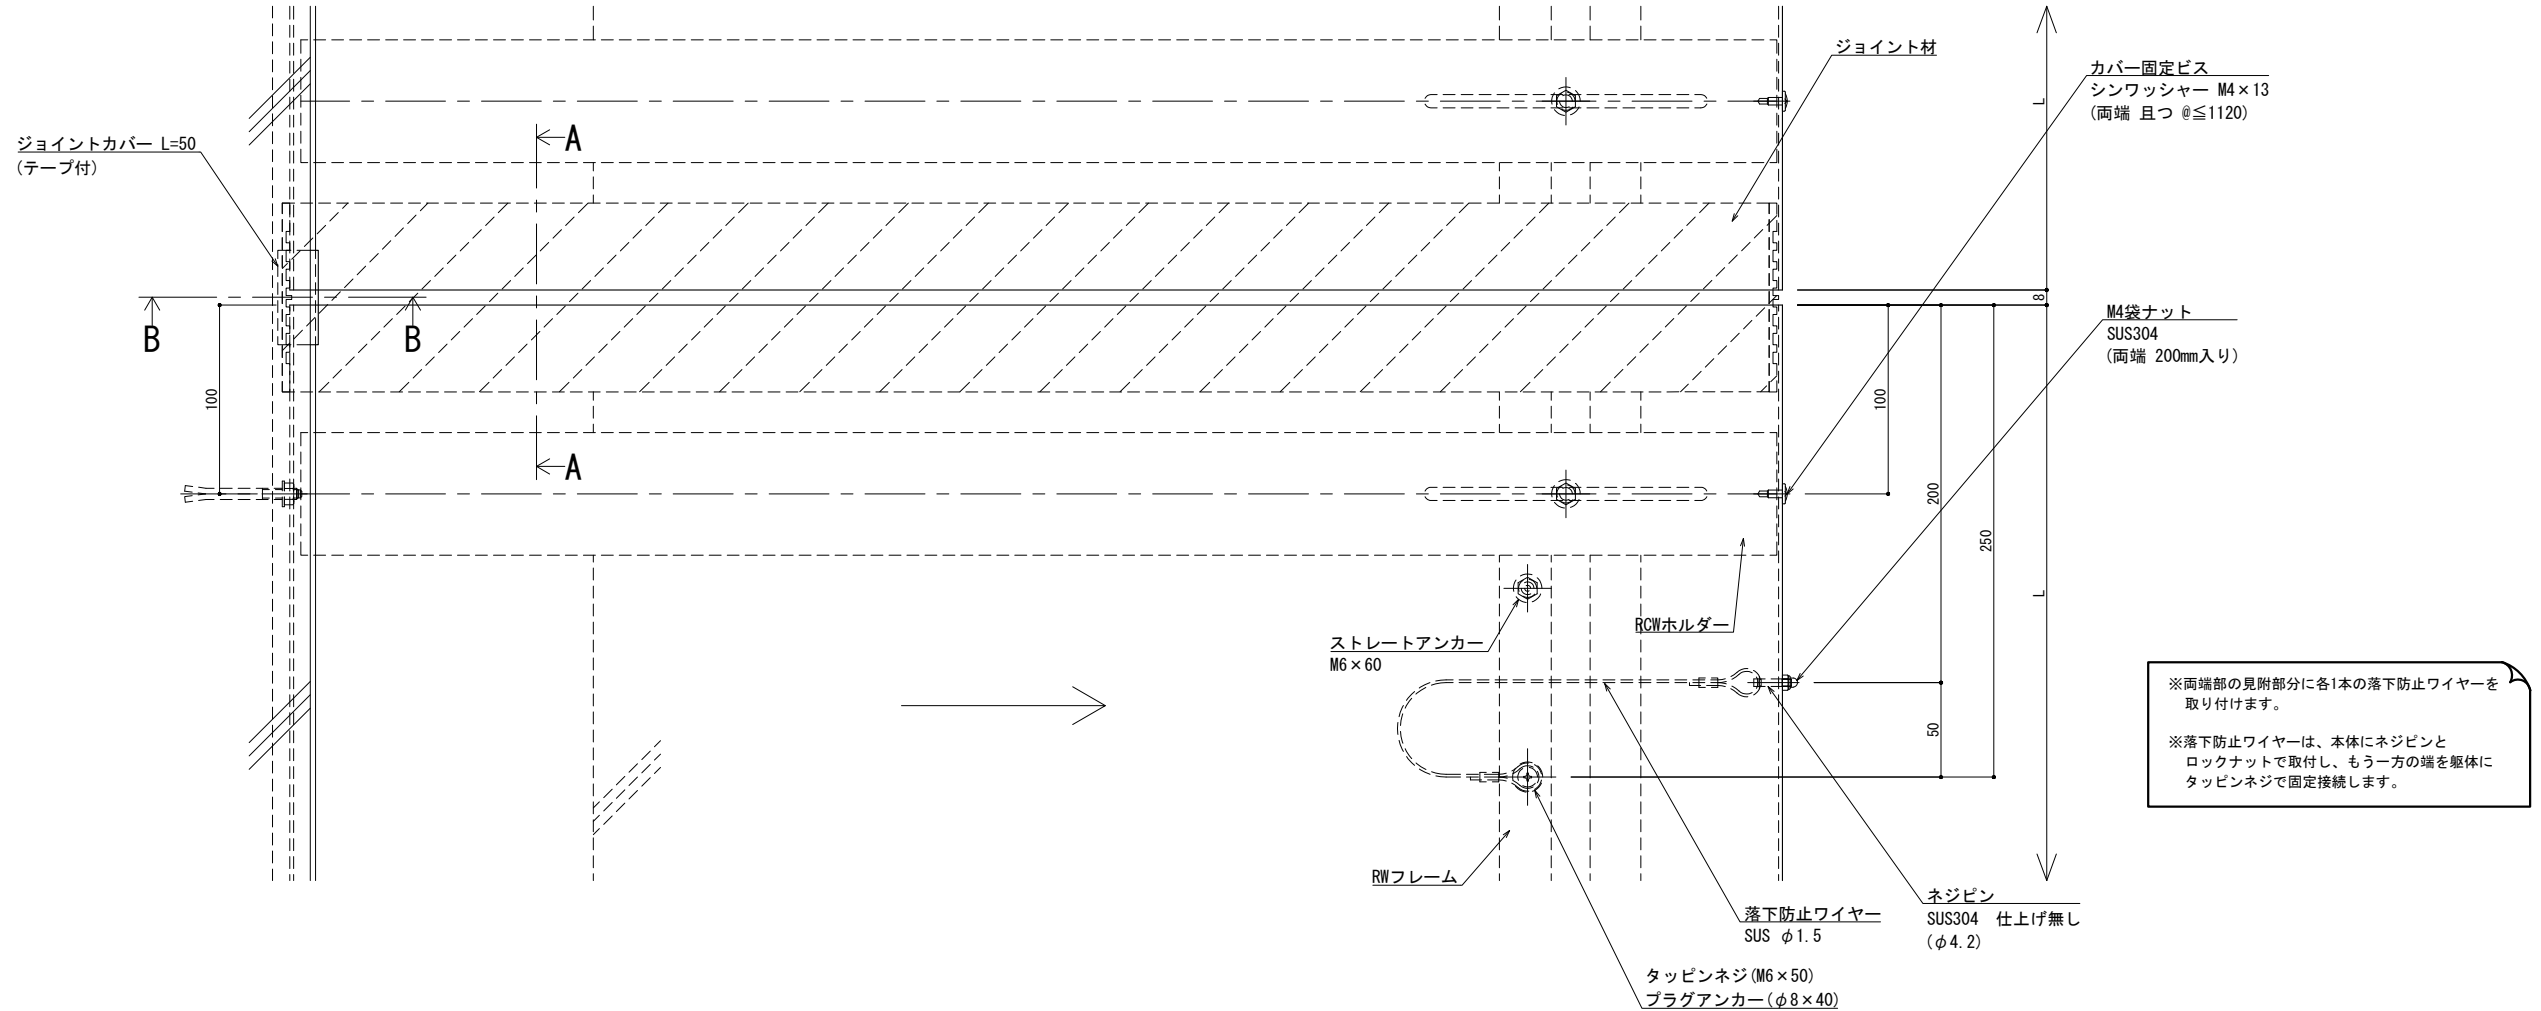 ジョイント材
カバー固定ビス
シンワッシャー M4×13
(両端 且つ @≦1120)
L
ジョイントカバー L=50
(テープ付)
A
B
B
8
M4袋ナット
SUS304
(両端 200mm入り)
100
100
200
250
A
L
RCWホルダー
ストレートアンカー
M6×60
50
※両端部の見附部分に各1本の落下防止ワイヤーを
取り付けます。
※落下防止ワイヤーは、本体にネジピンと
ロックナットで取付し、もう一方の端を躯体に
タッピンネジで固定接続します。
RWフレーム
落下防止ワイヤー
SUS φ1.5
ネジピン
SUS304 仕上げ無し
(φ4.2)
タッピンネジ(M6×50)
プラグアンカー(φ8×40)